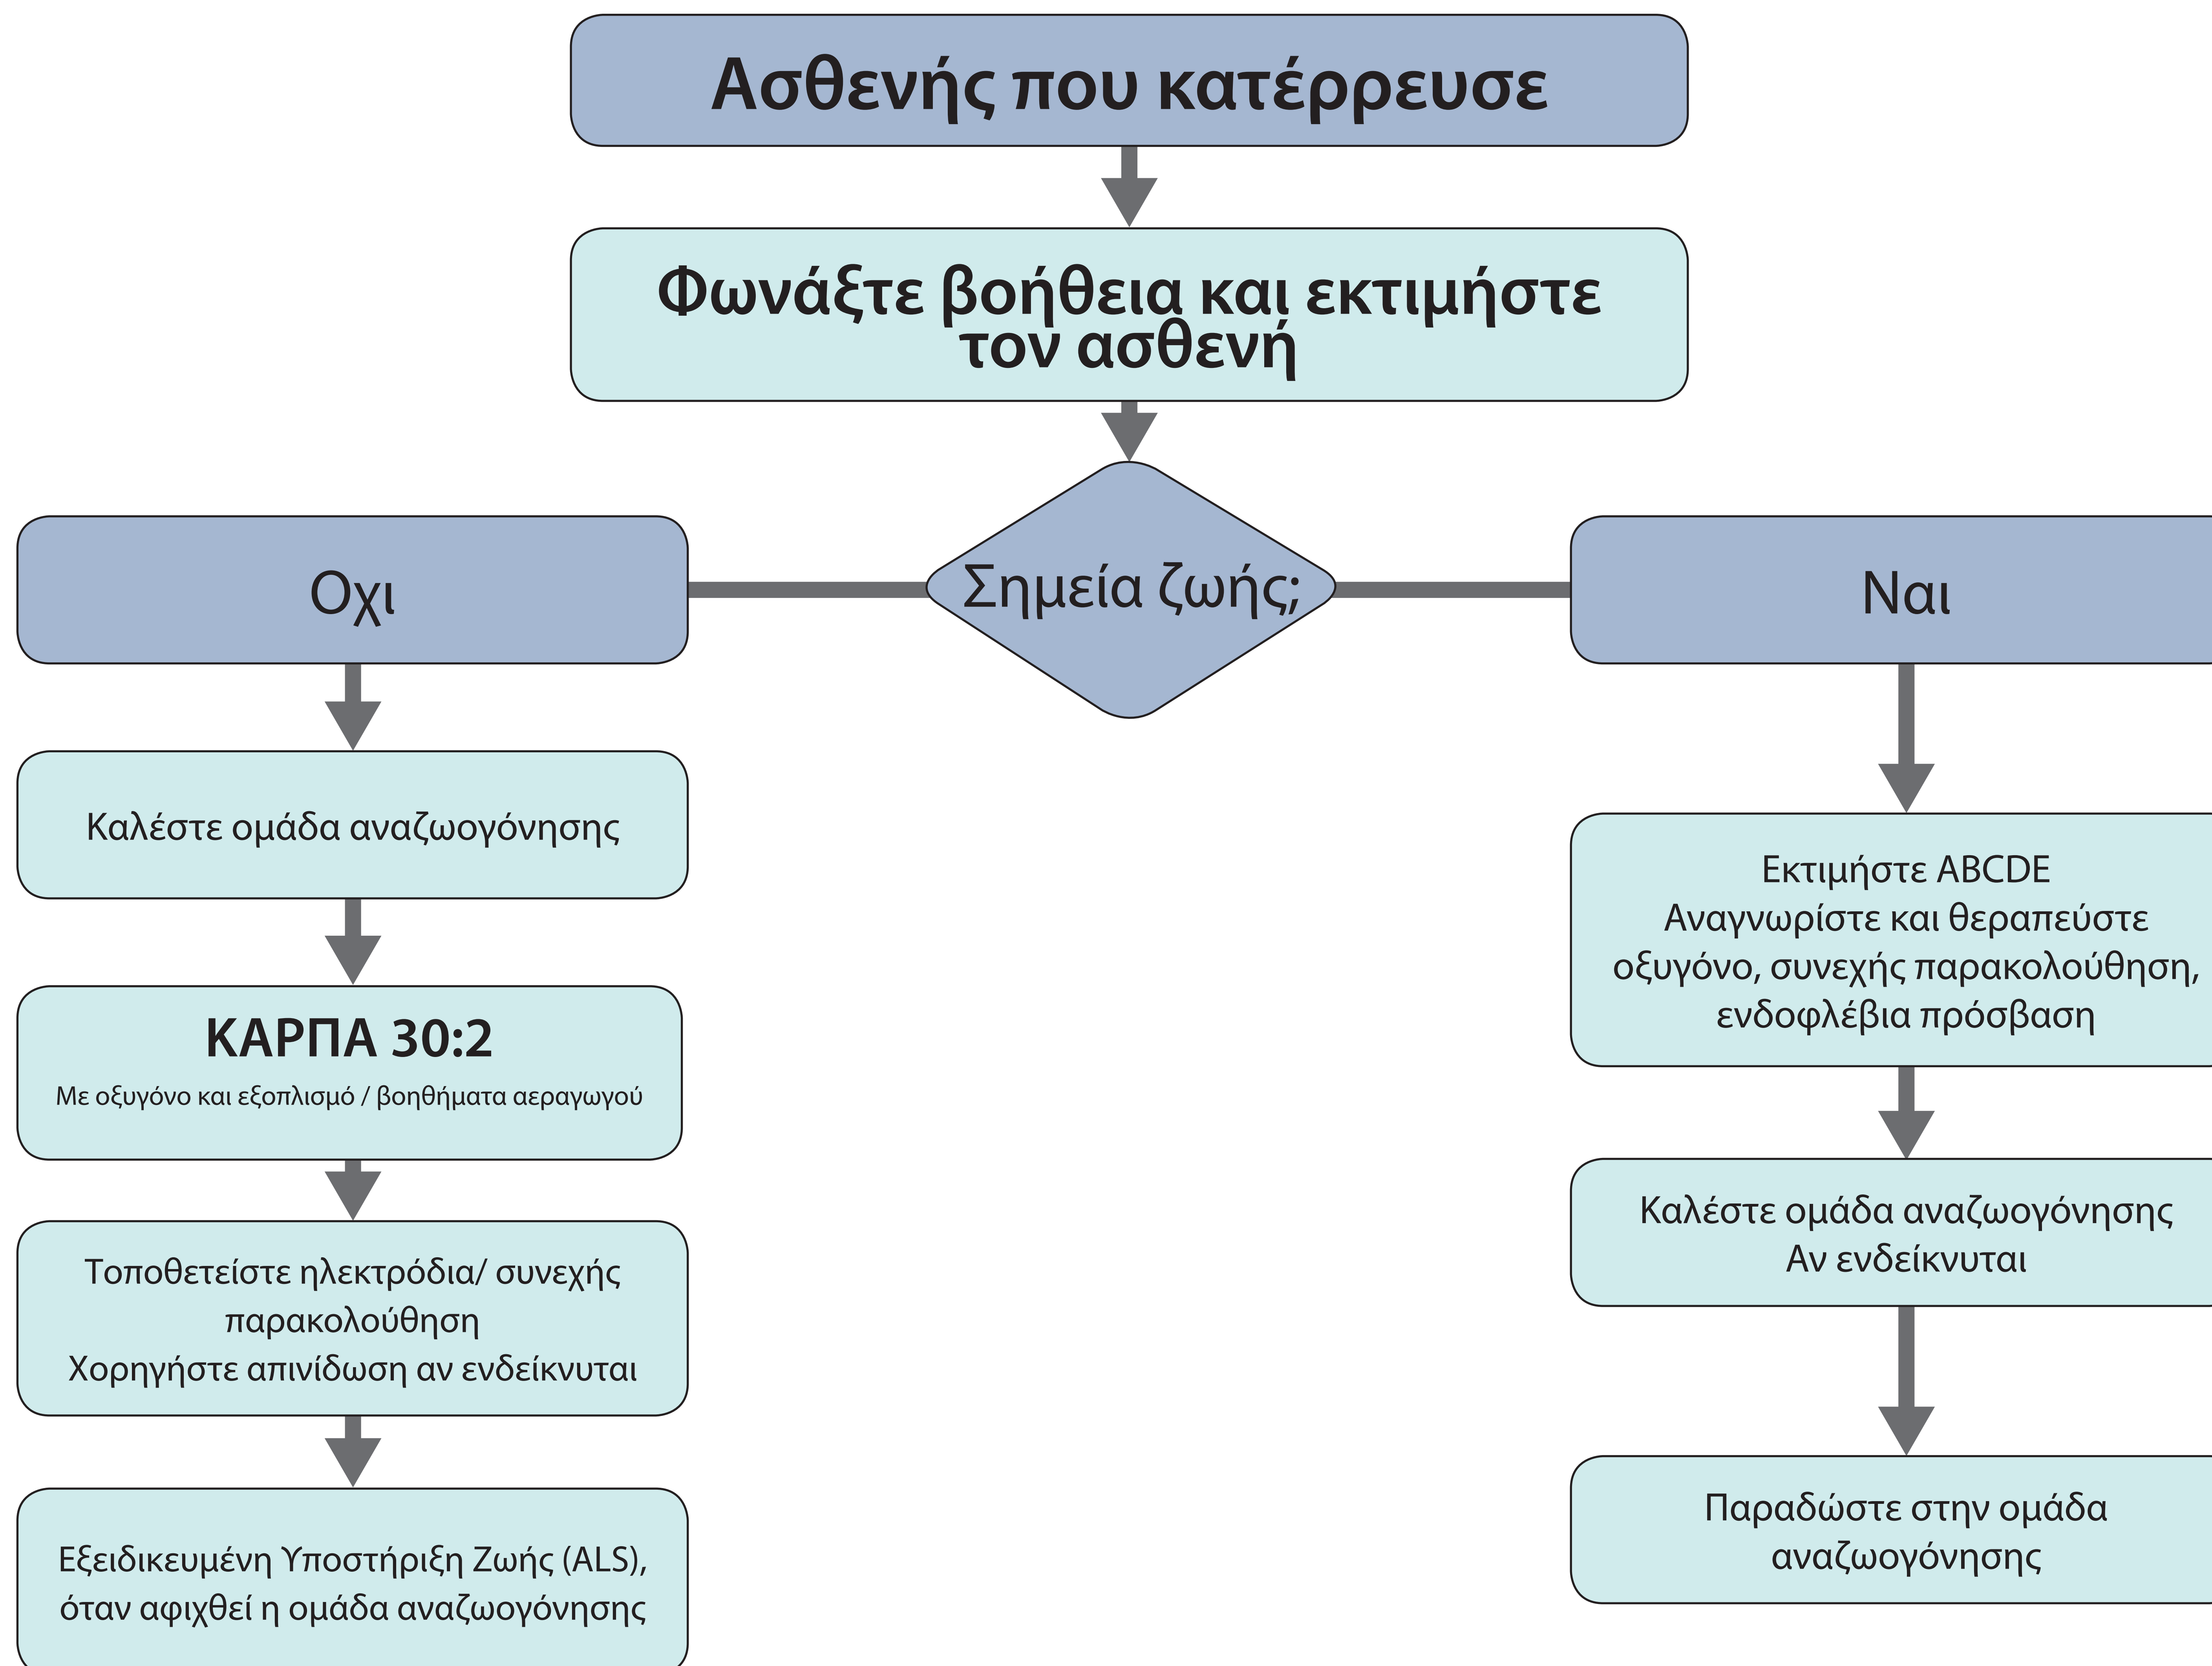 Ασθενής που κατέρρευσε
Φωνάξτε βοήθεια και εκτιμήστε
τον ασθενή
Σημεία ζωής;
Οχι
Ναι
Καλέστε ομάδα αναζωογόνησης
ΚΑΡΠΑ 30:2
Με οξυγόνο και εξοπλισμό / βοηθήματα αεραγωγού
Τοποθετείστε ηλεκτρόδια/ συνεχής
παρακολούθηση
Χορηγήστε απινίδωση αν ενδείκνυται
Εξειδικευμένη Υποστήριξη Ζωής (ALS),
όταν αφιχθεί η ομάδα αναζωογόνησης
Εκτιμήστε ABCDE
Αναγνωρίστε και θεραπεύστε
οξυγόνο, συνεχής παρακολούθηση,
ενδοφλέβια πρόσβαση
Καλέστε ομάδα αναζωογόνησης
Αν ενδείκνυται
Παραδώστε στην ομάδα
αναζωογόνησης